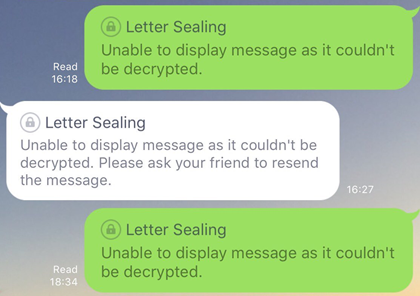 Letter Sealing
Unable to display message as it couldn't
be decrypted.
Read
16:18
Letter Sealing
Unable to display message as it couldn't be
decrypted. Please ask your friend to resend
the message.
16:27
Letter Sealing
Unable to display message as it couldn't
be decrypted.
Read
18:34